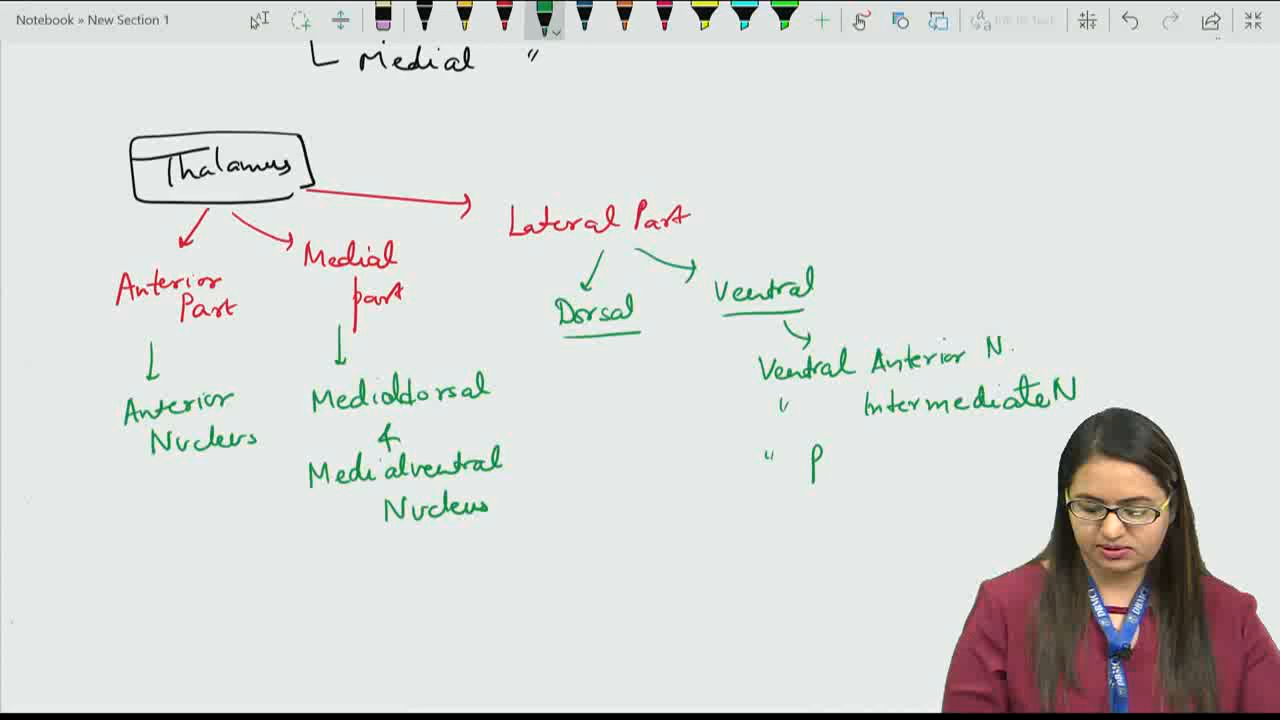 Notebook » New Section 1
Medial "
Thalamus
Lateral Part
Medial
part
Anterior
Part
Dorsal
Ventral
Anterior
Nucleus
Mediodorsal
&
Medialventral
Nucleus
Ventral Anterior N.
" Intermediate N
" P